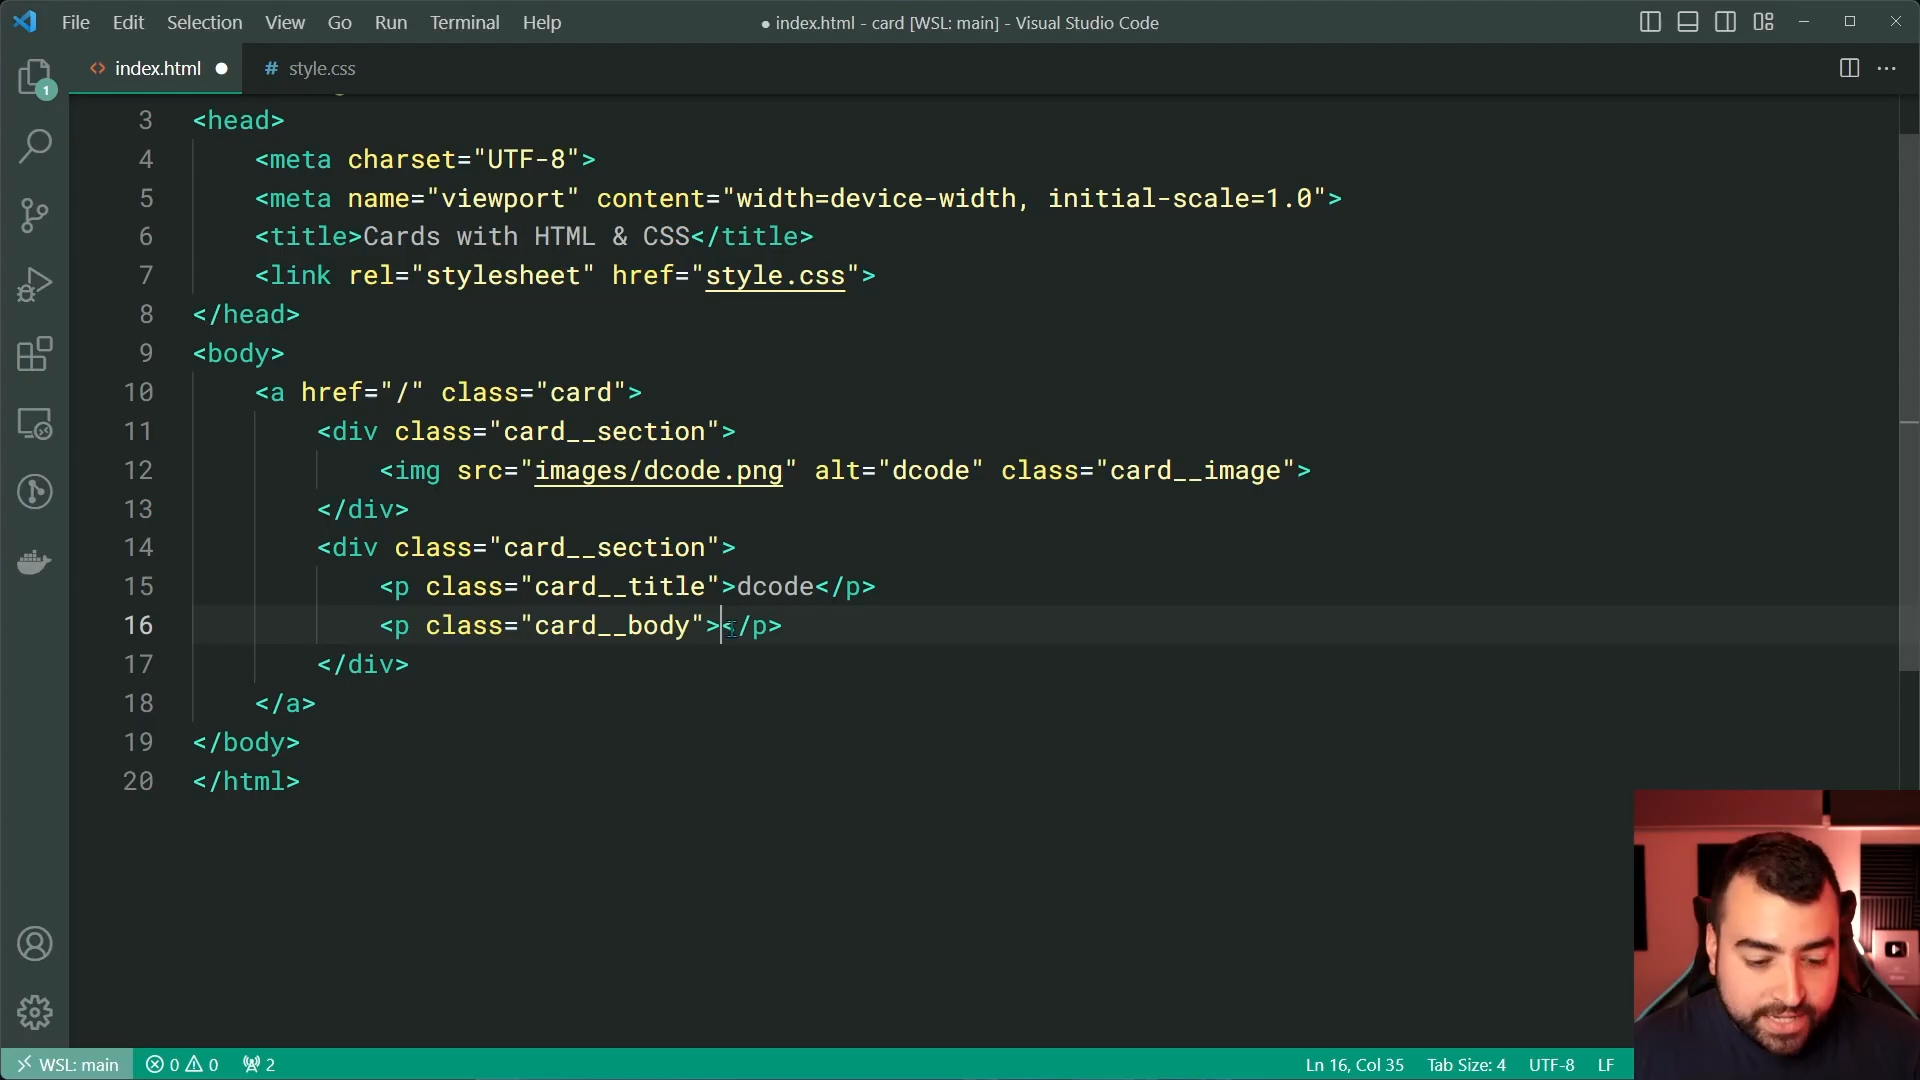 File Edit Selection View Go Run Terminal Help
● index.html - card [WSL: main] - Visual Studio Code
<> index.html ●
# style.css
1
3 <head>
4 <meta charset="UTF-8">
5 <meta name="viewport" content="width=device-width, initial-scale=1.0">
6 <title>Cards with HTML & CSS</title>
7 <link rel="stylesheet" href="style.css">
8 </head>
9 <body>
10 <a href="/" class="card">
11 <div class="card__section">
12 <img src="images/dcode.png" alt="dcode" class="card__image">
13 </div>
14 <div class="card__section">
15 <p class="card__title">dcode</p>
16 <p class="card__body"></p>
17 </div>
18 </a>
19 </body>
20 </html>
WSL: main 0 0 2 Ln 16, Col 35 Tab Size: 4 UTF-8 LF